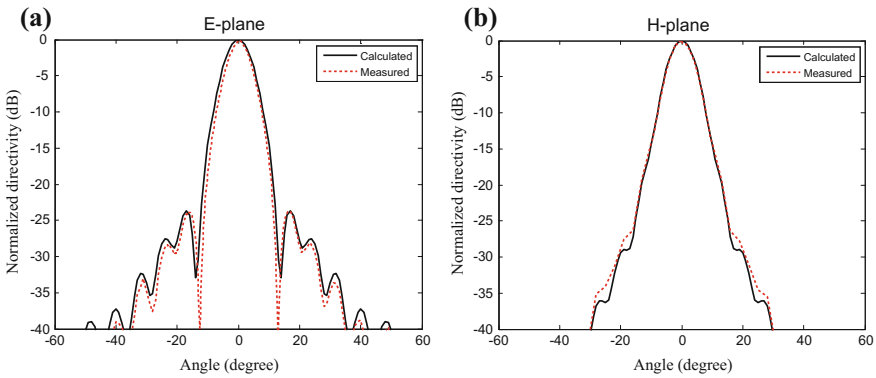 (a)
E-plane
Normalized directivity (dB)
0
-5
-10
-15
-20
-25
-30
-35
-40
-60
-40
-20
0
20
40
60
Angle (degree)
Calculated
Measured
(b)
H-plane
Normalized directivity (dB)
0
-5
-10
-15
-20
-25
-30
-35
-40
-60
-40
-20
0
20
40
60
Angle (degree)
Calculated
Measured